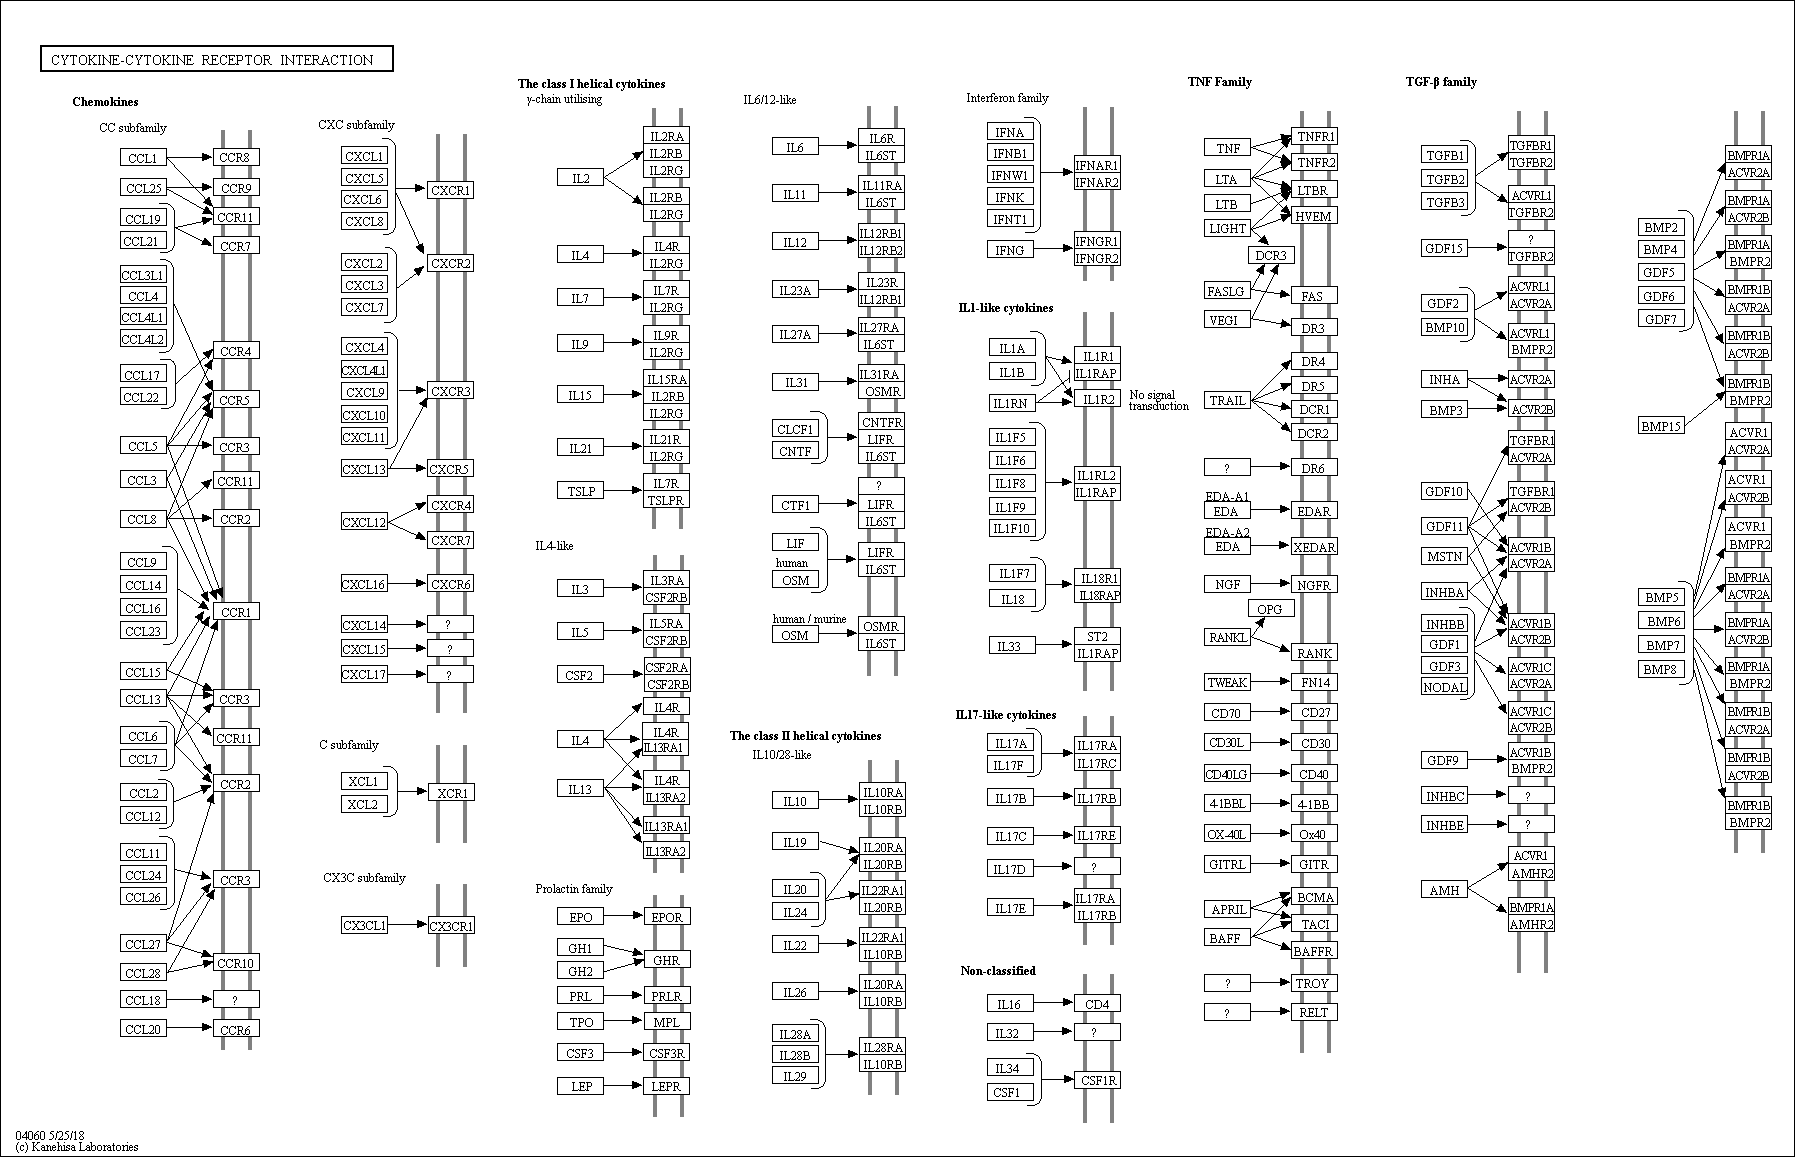 CYTOKINE-CYTOKINE RECEPTOR INTERACTION
Chemokines
CC subfamily
CCL1
CCR8
CCL25
CCR9
CCL19
CCR11
CCL21
CCR7
CCL3L1
CCL4
CCL4L1
CCL4L2
CCR4
CCL17
CCL22
CCR5
CCL5
CCR3
CCL3
CCR11
CCL8
CCR2
CCL9
CCL14
CCL16
CCL23
CCR1
CCL15
CCL13
CCR3
CCL6
CCR11
CCL7
CCR2
CCL2
CCL12
CCL11
CCL24
CCL26
CCR3
CCL27
CCR10
CCL28
CCL18
?
CCL20
CCR6
CXC subfamily
CXCL1
CXCL5
CXCL6
CXCL8
CXCR1
CXCL2
CXCL3
CXCL7
CXCR2
CXCL4
CXCL4L1
CXCL9
CXCL10
CXCL11
CXCR3
CXCL13
CXCR5
CXCL12
CXCR4
CXCR7
CXCL16
CXCR6
CXCL14
?
CXCL15
?
CXCL17
?
C subfamily
XCL1
XCL2
XCR1
CX3C subfamily
CX3CL1
CX3CR1
The class I helical cytokines
γ-chain utilising
IL2
IL2RA
IL2RB
IL2RG
IL2RB
IL2RG
IL4
IL4R
IL2RG
IL7
IL7R
IL2RG
IL9
IL9R
IL2RG
IL15
IL15RA
IL2RB
IL2RG
IL21
IL21R
IL2RG
TSLP
IL7R
TSLPR
IL4-like
IL3
IL3RA
CSF2RB
IL5
IL5RA
CSF2RB
CSF2
CSF2RA
CSF2RB
IL4R
IL4
IL4R
IL13RA1
IL13
IL4R
IL13RA2
IL13RA1
IL13RA2
Prolactin family
EPO
EPOR
GH1
GH2
GHR
PRL
PRLR
TPO
MPL
CSF3
CSF3R
LEP
LEPR
IL6/12-like
IL6
IL6R
IL6ST
IL11
IL11RA
IL6ST
IL12
IL12RB1
IL12RB2
IL23A
IL23R
IL12RB1
IL27A
IL27RA
IL6ST
IL31
IL31RA
OSMR
CLCF1
CNTF
CNTFR
LIFR
IL6ST
CTF1
?
LIFR
IL6ST
LIF
human
OSM
LIFR
IL6ST
human / murine
OSM
OSMR
IL6ST
The class II helical cytokines
IL10/28-like
IL10
IL10RA
IL10RB
IL19
IL20RA
IL20RB
IL20
IL24
IL22RA1
IL20RB
IL22
IL22RA1
IL10RB
IL26
IL20RA
IL10RB
IL28A
IL28B
IL29
IL28RA
IL10RB
Interferon family
IFNA
IFNB1
IFNW1
IFNK
IFNT1
IFNAR1
IFNAR2
IFNG
IFNGR1
IFNGR2
IL1-like cytokines
IL1A
IL1B
IL1R1
IL1RAP
IL1RN
IL1R2
No signal
transduction
IL1F5
IL1F6
IL1F8
IL1F9
IL1F10
IL1RL2
IL1RAP
IL1F7
IL18
IL18R1
IL18RAP
IL33
ST2
IL1RAP
IL17-like cytokines
IL17A
IL17F
IL17RA
IL17RC
IL17B
IL17RB
IL17C
IL17RE
IL17D
?
IL17E
IL17RA
IL17RB
Non-classified
IL16
CD4
IL32
?
IL34
CSF1
CSF1R
TNF Family
TNF
TNFR1
TNFR2
LTA
LTBR
LTB
HVEM
LIGHT
DCR3
FASLG
FAS
VEGI
DR3
DR4
DR5
TRAIL
DCR1
DCR2
?
DR6
EDA-A1
EDA
EDAR
EDA-A2
EDA
XEDAR
NGF
NGFR
OPG
RANKL
RANK
TWEAK
FN14
CD70
CD27
CD30L
CD30
CD40LG
CD40
4-1BBL
4-1BB
OX-40L
Ox40
GITRL
GITR
BCMA
APRIL
TACI
BAFF
BAFFR
?
TROY
?
RELT
TGF-β family
TGFB1
TGFB2
TGFB3
TGFBR1
TGFBR2
ACVRL1
TGFBR2
GDF15
?
TGFBR2
GDF2
BMP10
ACVRL1
ACVR2A
ACVRL1
BMPR2
INHA
ACVR2A
BMP3
ACVR2B
TGFBR1
ACVR2A
GDF10
TGFBR1
ACVR2B
GDF11
MSTN
ACVR1B
ACVR2A
INHBA
INHBB
GDF1
GDF3
NODAL
ACVR1B
ACVR2B
ACVR1C
ACVR2A
ACVR1C
ACVR2B
GDF9
ACVR1B
BMPR2
INHBC
?
INHBE
?
AMH
ACVR1
AMHR2
BMPR1A
AMHR2
BMP2
BMP4
GDF5
GDF6
GDF7
BMPR1A
ACVR2A
BMPR1A
ACVR2B
BMPR1A
BMPR2
BMPR1B
ACVR2A
BMPR1B
ACVR2B
BMPR1B
BMPR2
BMP15
ACVR1
ACVR2A
ACVR1
ACVR2B
ACVR1
BMPR2
BMP5
BMP6
BMP7
BMP8
BMPR1A
ACVR2A
BMPR1A
ACVR2B
BMPR1A
BMPR2
BMPR1B
ACVR2A
BMPR1B
ACVR2B
BMPR1B
BMPR2
04060 5/25/18
(c) Kanehisa Laboratories